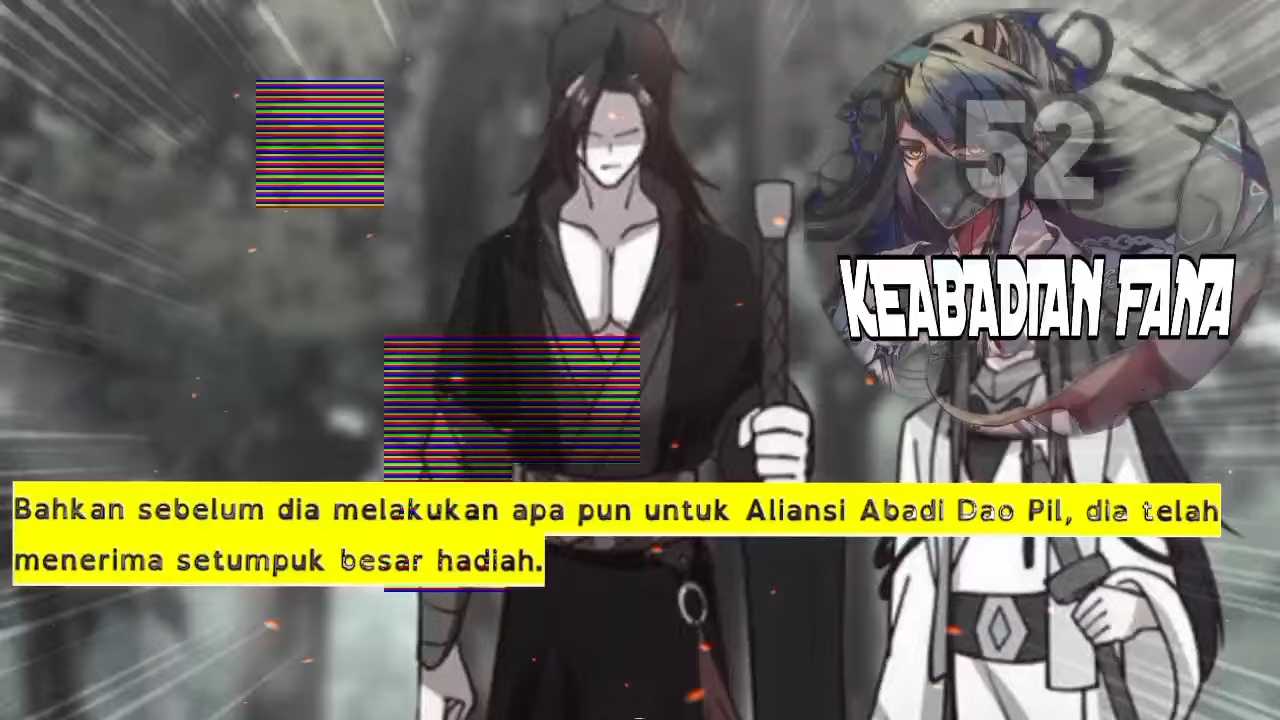 52
KEABADIAN FANA
Bahkan sebelum dia melakukan apa pun untuk Aliansi Abadi Dao Pil, dia telah
menerima setumpuk besar hadiah.